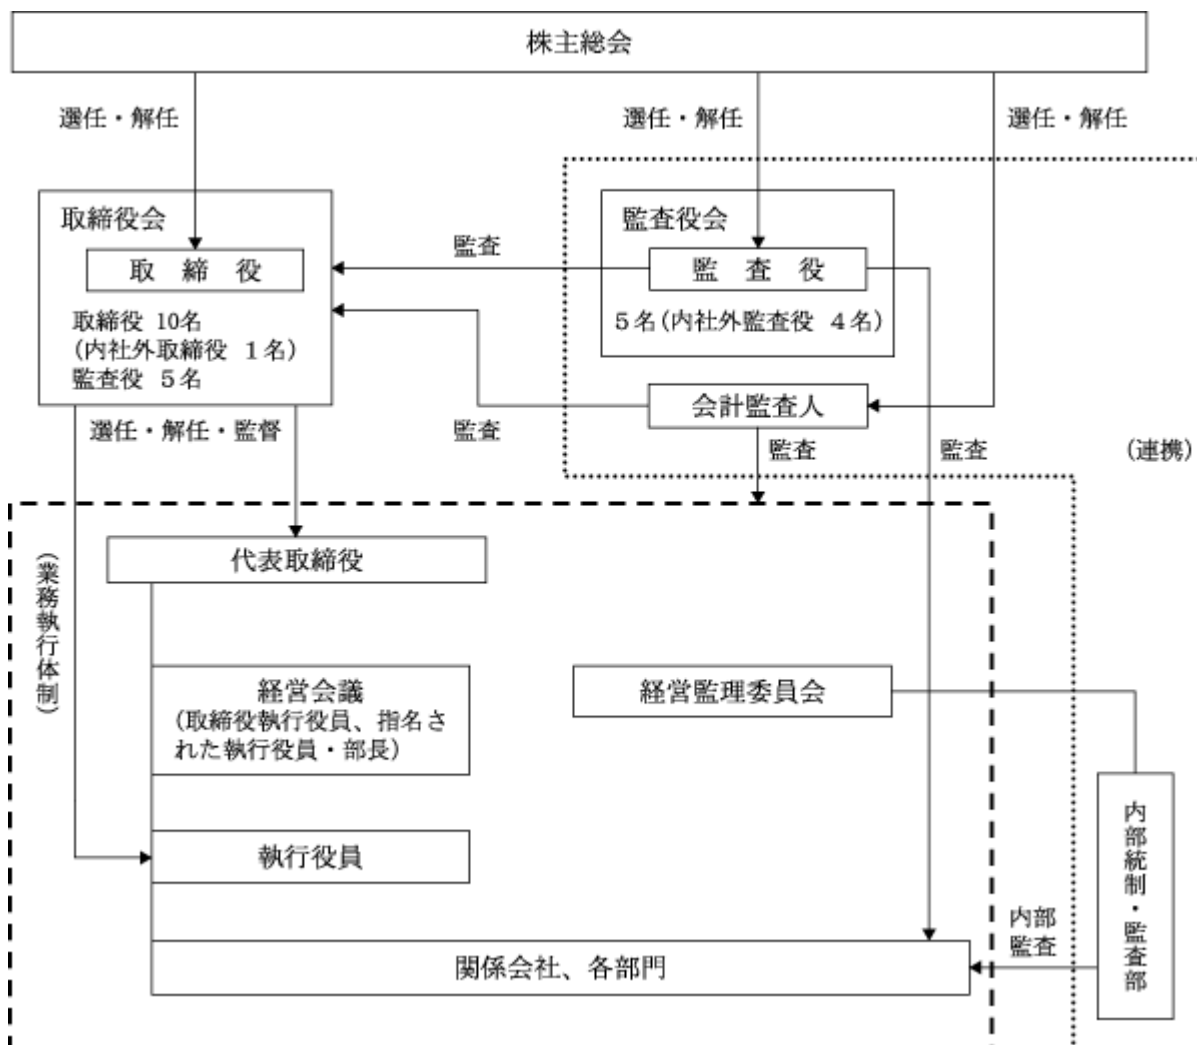 株主総会
選任・解任
選任・解任
選任・解任
取締役会
取 締 役
取締役 10名
(内社外取締役 1名)
監査役 5名
監査役会
監 査 役
5名(内社外監査役 4名)
監査
会計監査人
選任・解任・監督
監査
監査
監査
(連携)
(業務執行体制)
代表取締役
経営会議
(取締役執行役員、指名さ
れた執行役員・部長)
経営監理委員会
執行役員
内部統制・監査部
内部
監査
関係会社、各部門